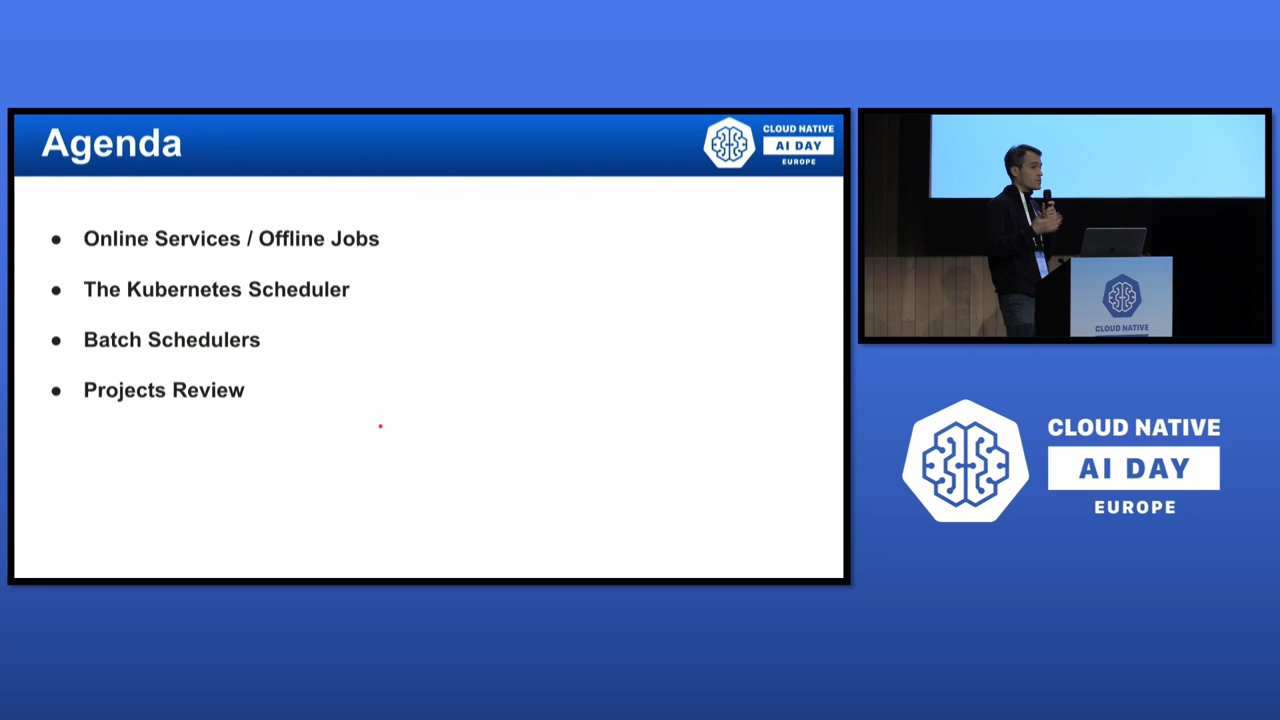 Agenda
CLOUD NATIVE
AI DAY
EUROPE
● Online Services / Offline Jobs
● The Kubernetes Scheduler
● Batch Schedulers
● Projects Review
CLOUD NATIVE
CLOUD NATIVE
AI DAY
EUROPE